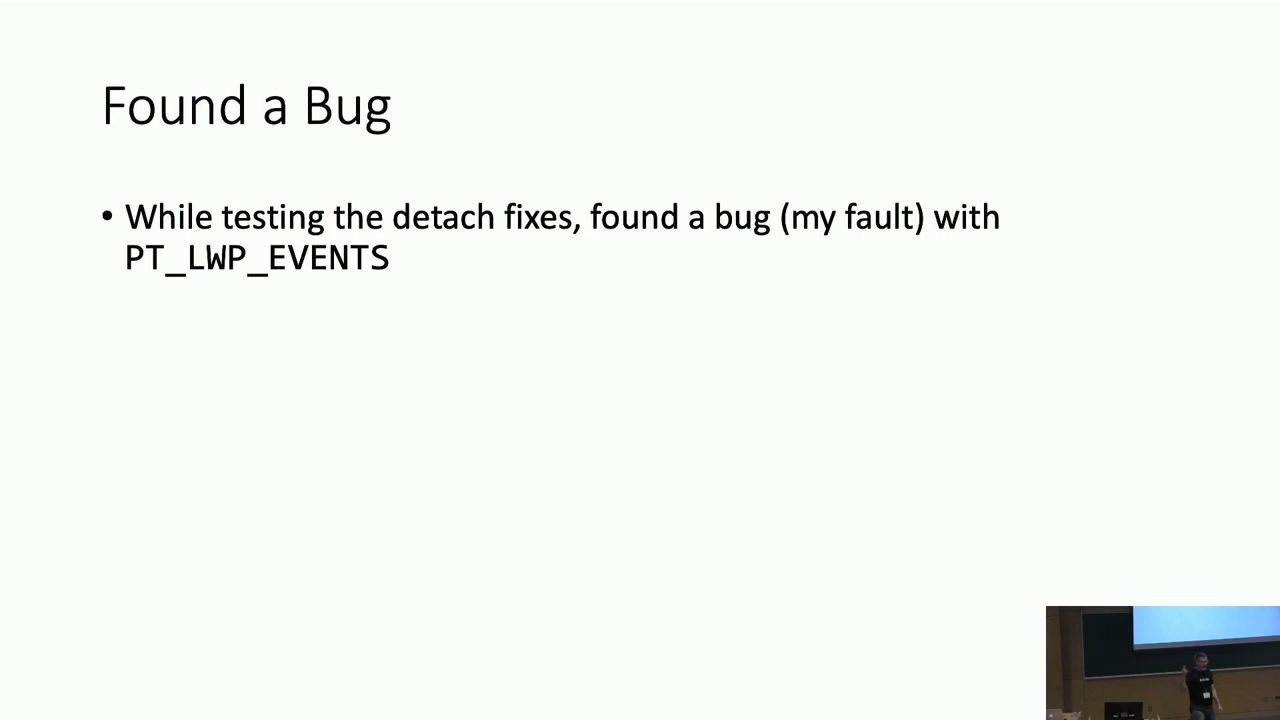 Found a Bug
• While testing the detach fixes, found a bug (my fault) with
PT_LWP_EVENTS